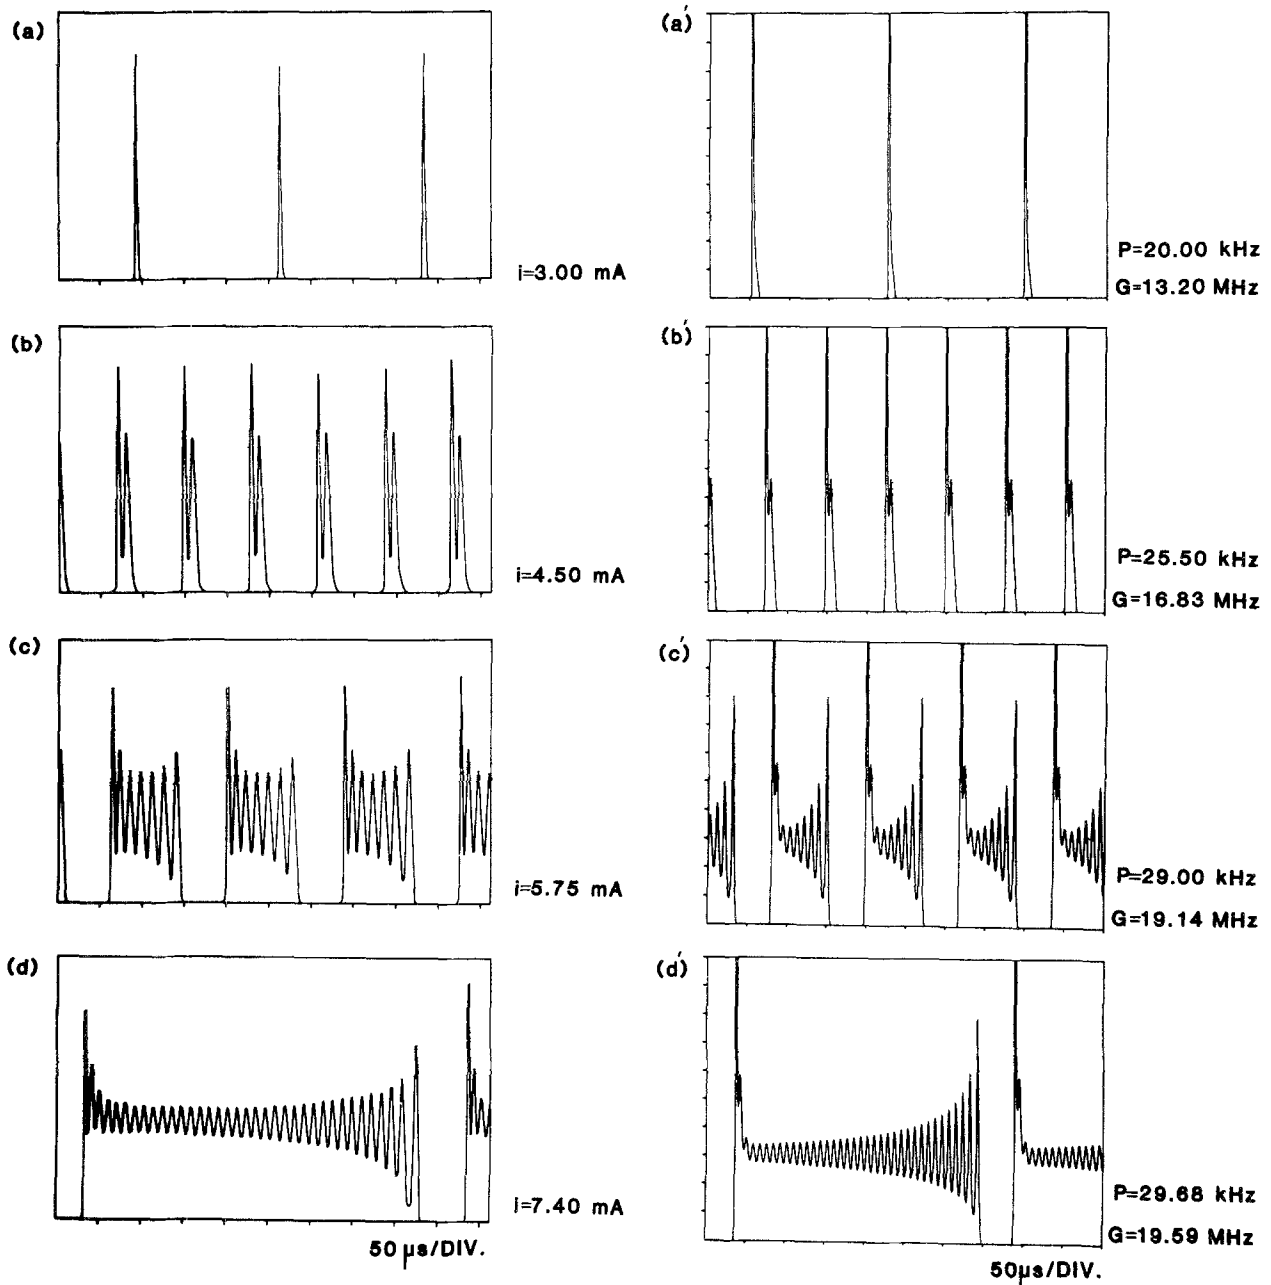 (a)
i=3.00 mA
(a′)
P=20.00 kHz
G=13.20 MHz
(b)
i=4.50 mA
(b′)
P=25.50 kHz
G=16.83 MHz
(c)
i=5.75 mA
(c′)
P=29.00 kHz
G=19.14 MHz
(d)
i=7.40 mA
50 µs/DIV.
(d′)
P=29.68 kHz
G=19.59 MHz
50µs/DIV.